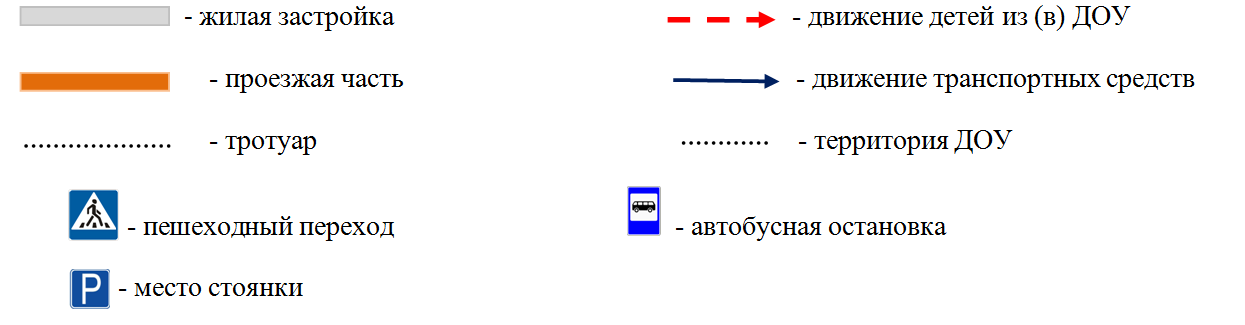 - жилая застройка
- движение детей из (в) ДОУ
- проезжая часть
- движение транспортных средств
- тротуар
- территория ДОУ
- пешеходный переход
- автобусная остановка
P - место стоянки